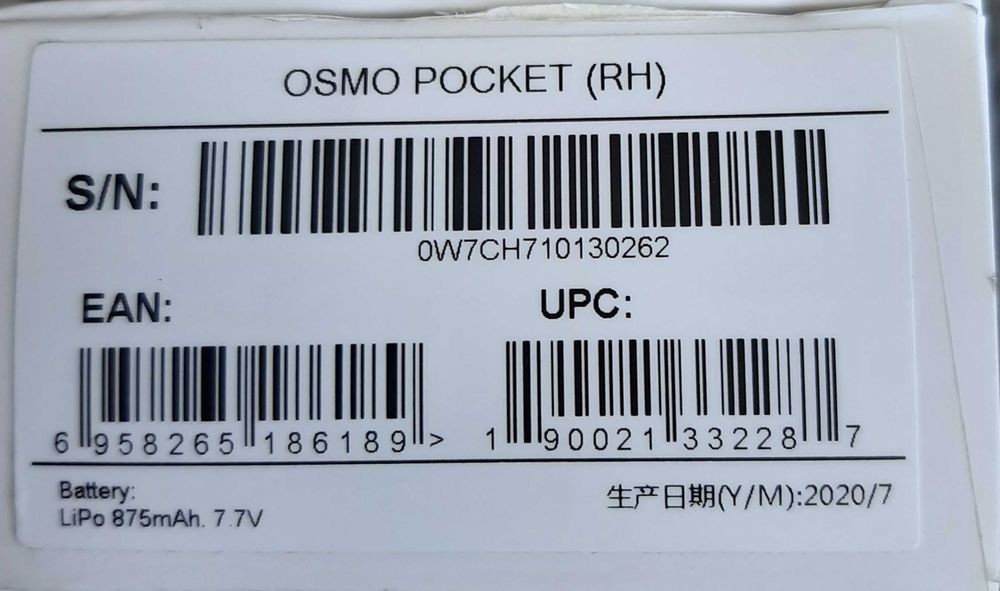 OSMO POCKET (RH)
S/N:
0W7CH710130262
EAN:
UPC:
6 958265 186189 >
1 90021 33228 7
Battery:
LiPo 875mAh. 7.7V
生产日期(Y/M):2020/7